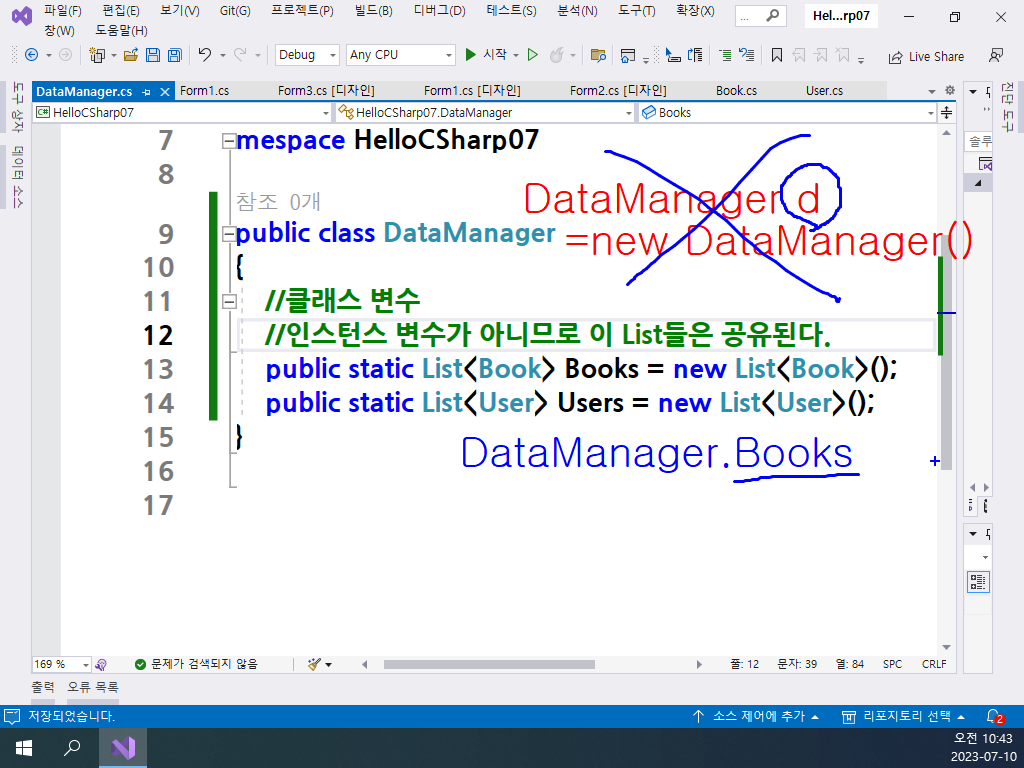 파일(F) 편집(E) 보기(V) Git(G) 프로젝트(P) 빌드(B) 디버그(D) 테스트(S) 분석(N) 도구(T) 확장(X)
... Hel...rp07
창(W) 도움말(H)
Debug Any CPU 시작 Live Share
DataManager.cs Form1.cs Form3.cs [디자인] Form1.cs [디자인] Form2.cs [디자인] Book.cs User.cs
HelloCSharp07 HelloCSharp07.DataManager Books
도구 상자
데이터 소스
진단 도구
솔루
7 mespace HelloCSharp07
8
참조 0개
DataManager d
=new DataManager()
9 public class DataManager
10 {
11 //클래스 변수
12 //인스턴스 변수가 아니므로 이 List들은 공유된다.
13 public static List<Book> Books = new List<Book>();
14 public static List<User> Users = new List<User>();
15 }
DataManager.Books
16
17
169 % 문제가 검색되지 않음 줄: 12 문자: 39 열: 84 SPC CRLF
출력 오류 목록
저장되었습니다. 소스 제어에 추가 리포지토리 선택 2
오전 10:43
2023-07-10